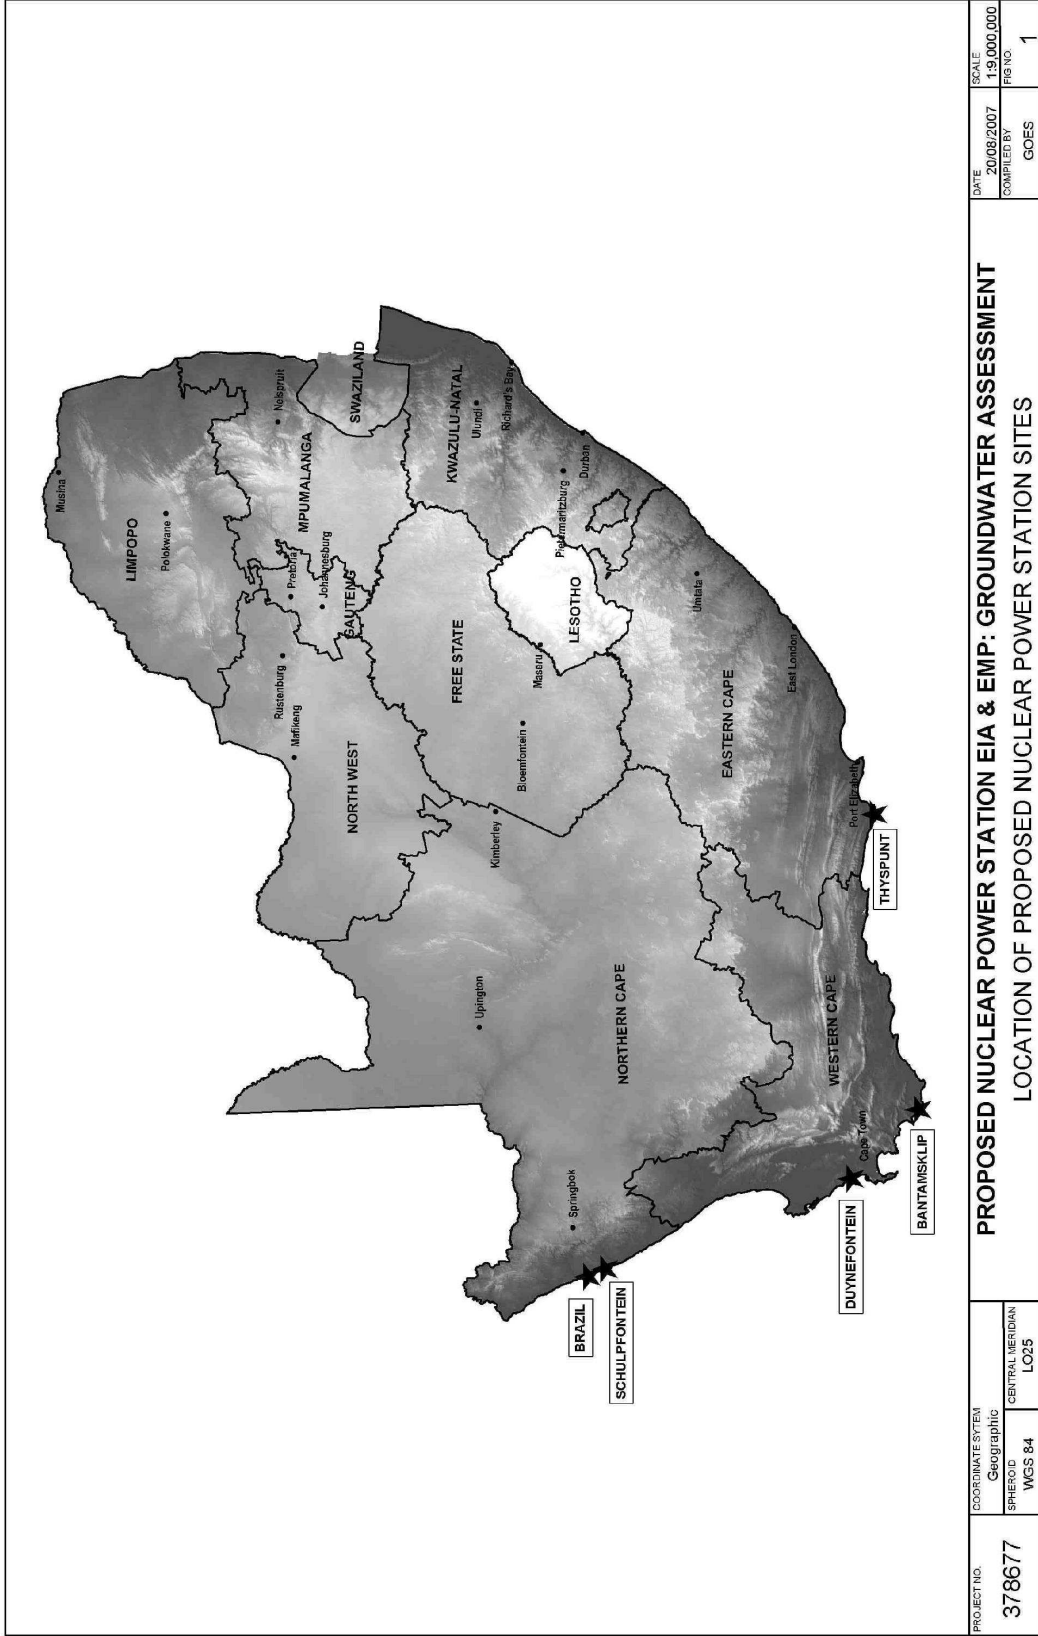 Musina
LIMPOPO
Polokwane
Nelspruit
MPUMALANGA
Pretoria
Johannesburg
GAUTENG
SWAZILAND
Rustenburg
Mafikeng
NORTH WEST
FREE STATE
KWAZULU-NATAL
Ulundi
Richard's Bay
Kimberley
Bloemfontein
Maseru
LESOTHO
Pietermaritzburg
Durban
Upington
NORTHERN CAPE
Springbok
BRAZIL
SCHULPFONTEIN
EASTERN CAPE
Umtata
East London
WESTERN CAPE
Port Elizabeth
Cape Town
DUYNEFONTEIN
BANTAMSKLIP
THYSPUNT
PROJECT NO.
378677
COORDINATE SYTEM
Geographic
SPHEROID
WGS 84
CENTRAL MERIDIAN
LO25
PROPOSED NUCLEAR POWER STATION EIA & EMP: GROUNDWATER ASSESSMENT
LOCATION OF PROPOSED NUCLEAR POWER STATION SITES
DATE
20/08/2007
SCALE
1:9,000,000
COMPILED BY
GOES
FIG NO.
1